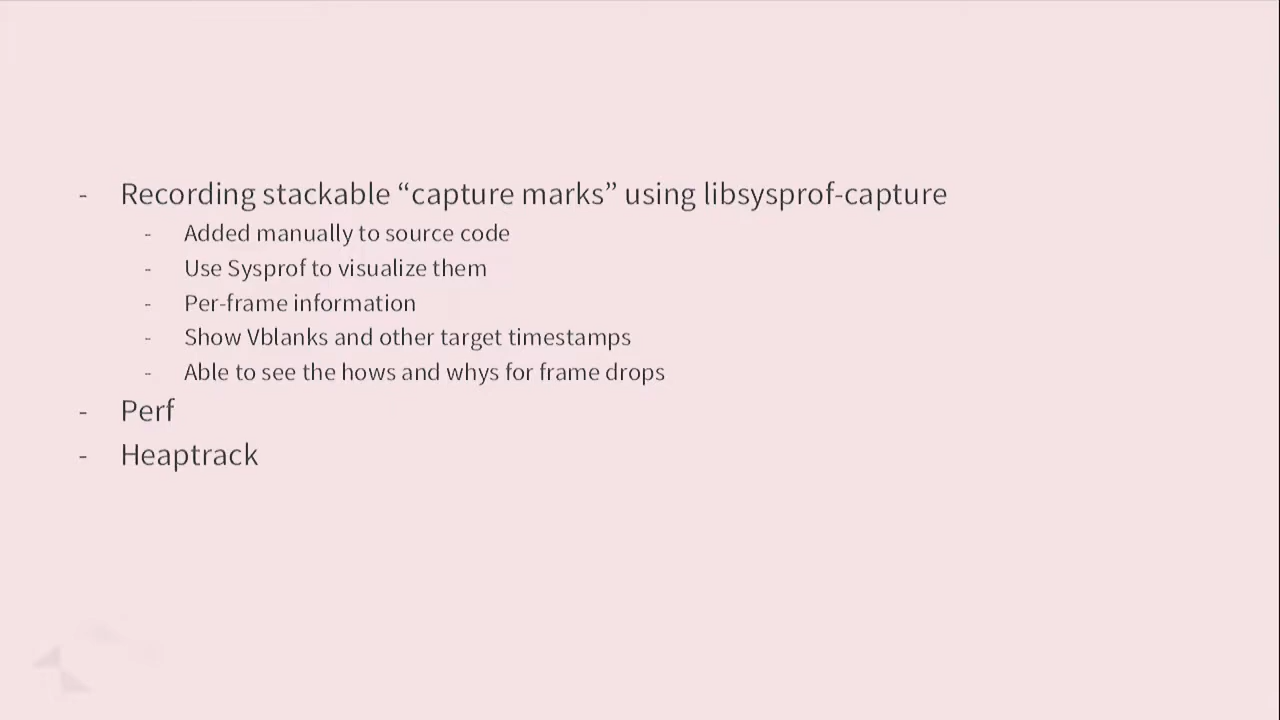 - Recording stackable “capture marks” using libsysprof-capture
- Added manually to source code
- Use Sysprof to visualize them
- Per-frame information
- Show Vblanks and other target timestamps
- Able to see the hows and whys for frame drops
- Perf
- Heaptrack